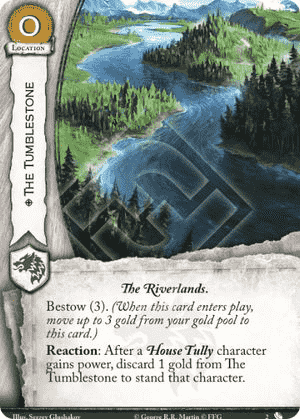 0
LOCATION
THE TUMBLESTONE
The Riverlands.
Bestow (3). (When this card enters play,
move up to 3 gold from your gold pool to
this card.)
Reaction: After a House Tully character
gains power, discard 1 gold from The
Tumblestone to stand that character.
Illus. Sergey Glushakov © George R.R. Martin © FFG 2